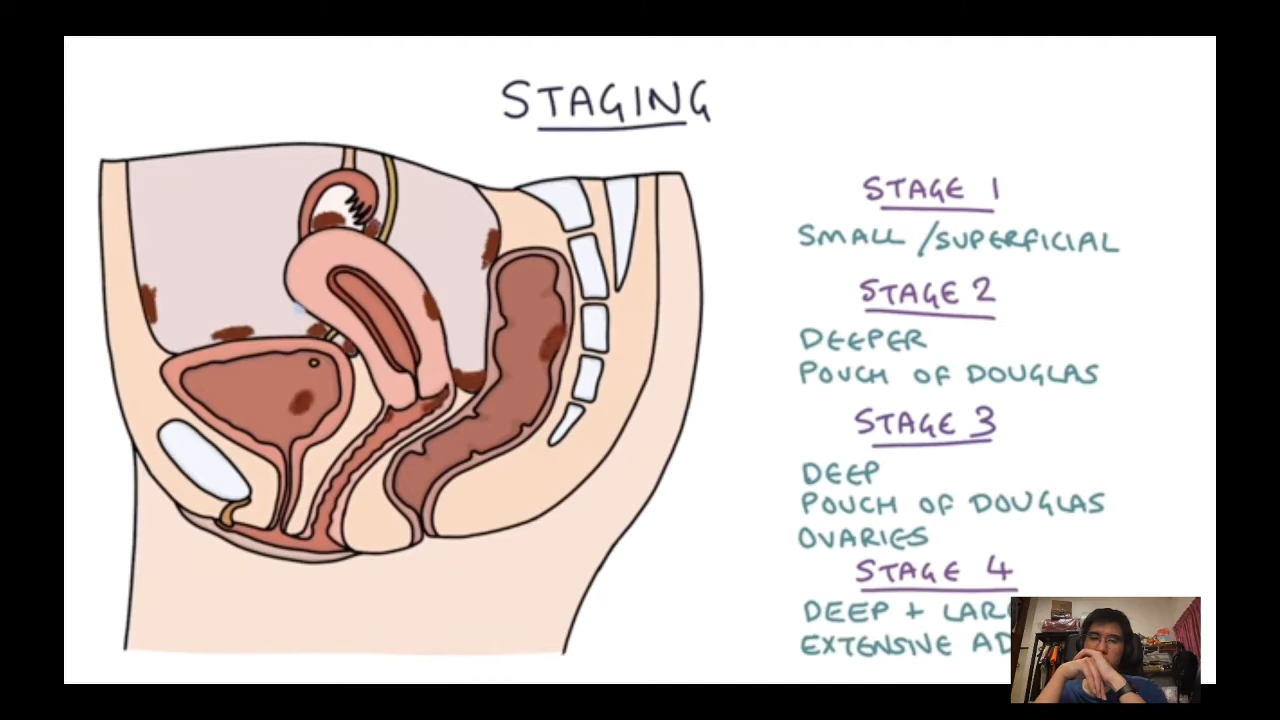 STAGING
STAGE 1
SMALL/SUPERFICIAL
STAGE 2
DEEPER
POUCH OF DOUGLAS
STAGE 3
DEEP
POUCH OF DOUGLAS
OVARIES
STAGE 4
DEEP +
EXTENSIVE